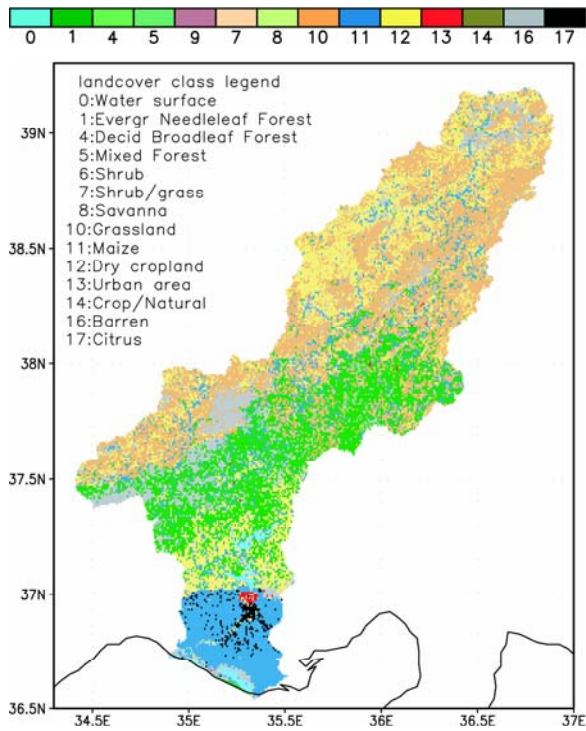 0 1 4 5 9 7 8 10 11 12 13 14 16 17
landcover class legend
0:Water surface
1:Evergr Needleleaf Forest
4:Decid Broadleaf Forest
5:Mixed Forest
6:Shrub
7:Shrub/grass
8:Savanna
10:Grassland
11:Maize
12:Dry cropland
13:Urban area
14:Crop/Natural
16:Barren
17:Citrus
39N
38.5N
38N
37.5N
37N
36.5N
34.5E 35E 35.5E 36E 36.5E 37E